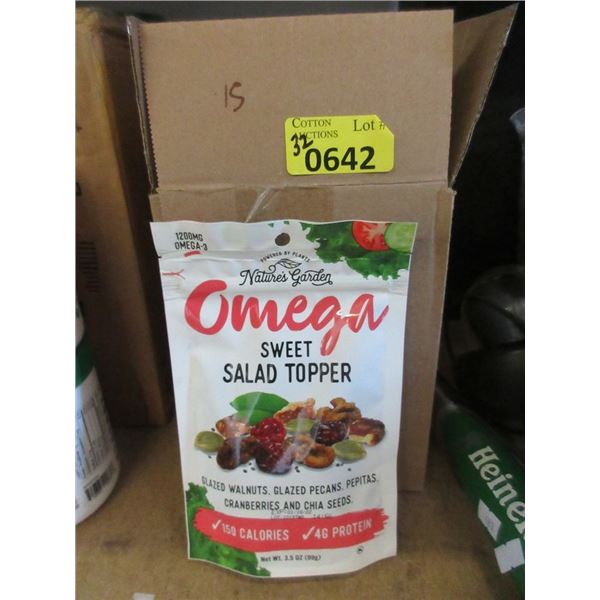 15
COTTON
AUCTIONS
Lot #
32
0642
1200MG
OMEGA-3
POWERED BY PLANTS
Nature's Garden
Omega
SWEET
SALAD TOPPER
GLAZED WALNUTS, GLAZED PECANS, PEPITAS,
CRANBERRIES AND CHIA SEEDS.
✓150 CALORIES ✓4G PROTEIN
Net Wt. 3.5 OZ (99g)
Heineken